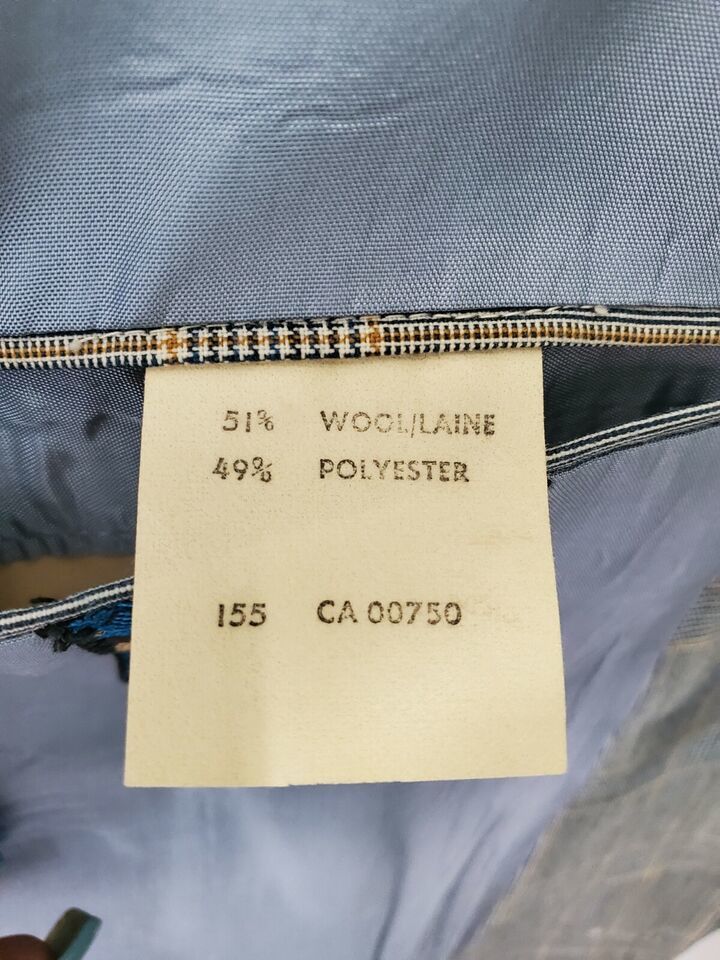 51% WOOL/LAINE
49% POLYESTER
155 CA 00750